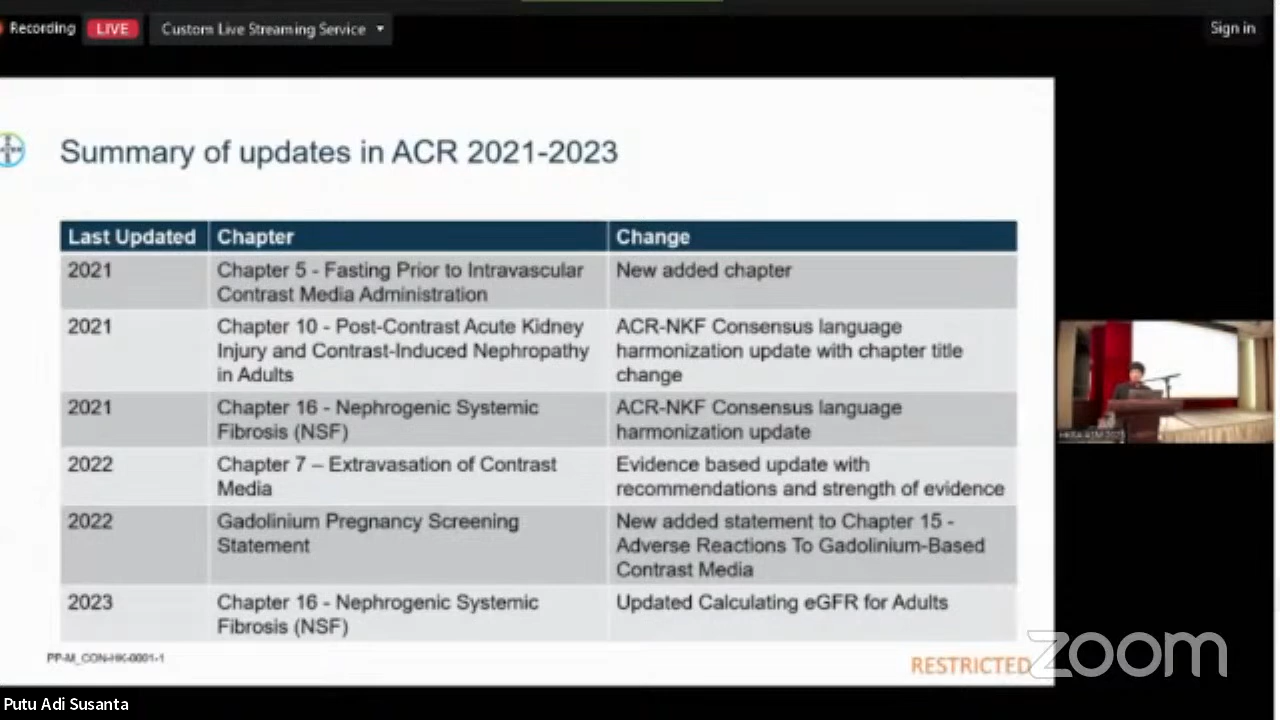 Recording LIVE Custom Live Streaming Service Sign in
Summary of updates in ACR 2021-2023
Last Updated Chapter Change
2021 Chapter 5 - Fasting Prior to Intravascular Contrast Media Administration New added chapter
2021 Chapter 10 - Post-Contrast Acute Kidney Injury and Contrast-Induced Nephropathy in Adults ACR-NKF Consensus language harmonization update with chapter title change
2021 Chapter 16 - Nephrogenic Systemic Fibrosis (NSF) ACR-NKF Consensus language harmonization update
2022 Chapter 7 – Extravasation of Contrast Media Evidence based update with recommendations and strength of evidence
2022 Gadolinium Pregnancy Screening Statement New added statement to Chapter 15 - Adverse Reactions To Gadolinium-Based Contrast Media
2023 Chapter 16 - Nephrogenic Systemic Fibrosis (NSF) Updated Calculating eGFR for Adults
PP-M_CON-HK-0001-1
RESTRICTED
zoom
Putu Adi Susanta